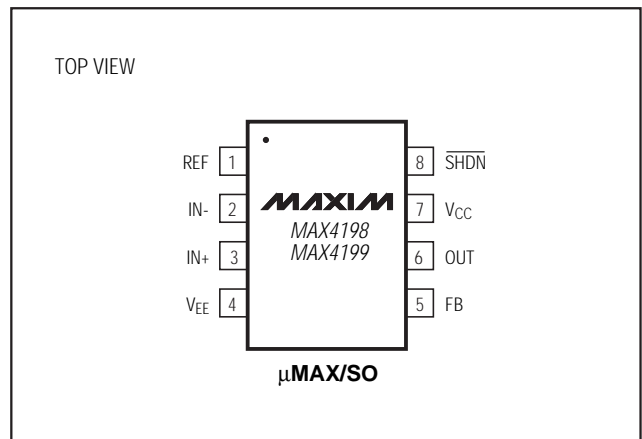 TOP VIEW
REF 1
IN- 2
IN+ 3
VEE 4
MAXIM
MAX4198
MAX4199
8 SHDN
7 VCC
6 OUT
5 FB
μMAX/SO